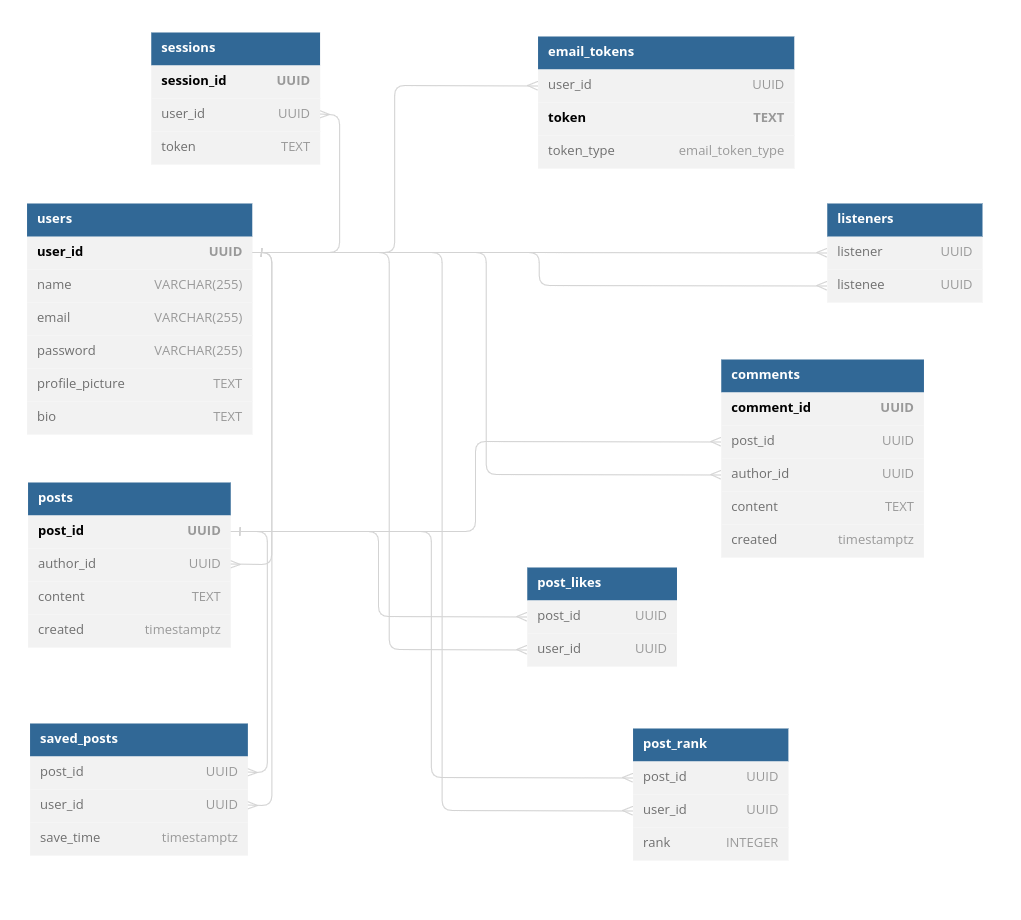 sessions
session_id UUID
user_id UUID
token TEXT
email_tokens
user_id UUID
token TEXT
token_type email_token_type
users
user_id UUID
name VARCHAR(255)
email VARCHAR(255)
password VARCHAR(255)
profile_picture TEXT
bio TEXT
listeners
listener UUID
listenee UUID
comments
comment_id UUID
post_id UUID
author_id UUID
content TEXT
created timestamptz
posts
post_id UUID
author_id UUID
content TEXT
created timestamptz
post_likes
post_id UUID
user_id UUID
saved_posts
post_id UUID
user_id UUID
save_time timestamptz
post_rank
post_id UUID
user_id UUID
rank INTEGER